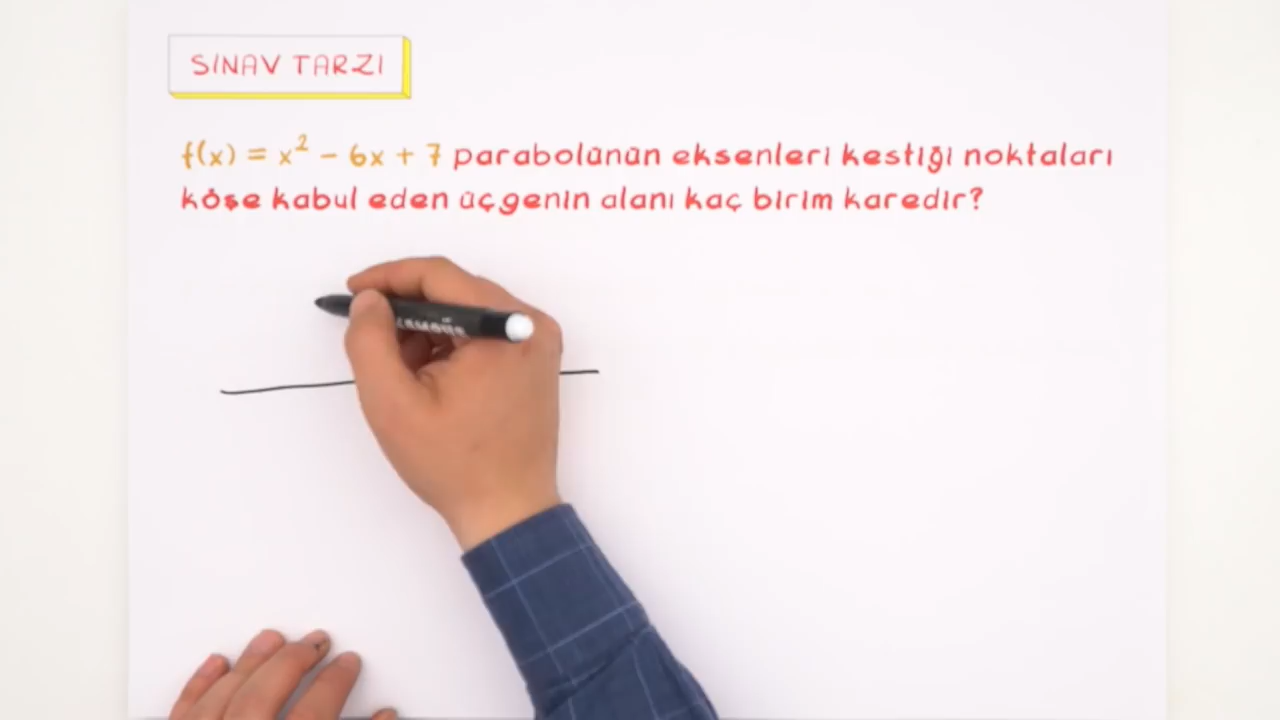 SINAV TARZI
f(x) = x² - 6x + 7 parabolünün eksenleri kestiği noktaları
köşe kabul eden üçgenin alanı kaç birim karedir?